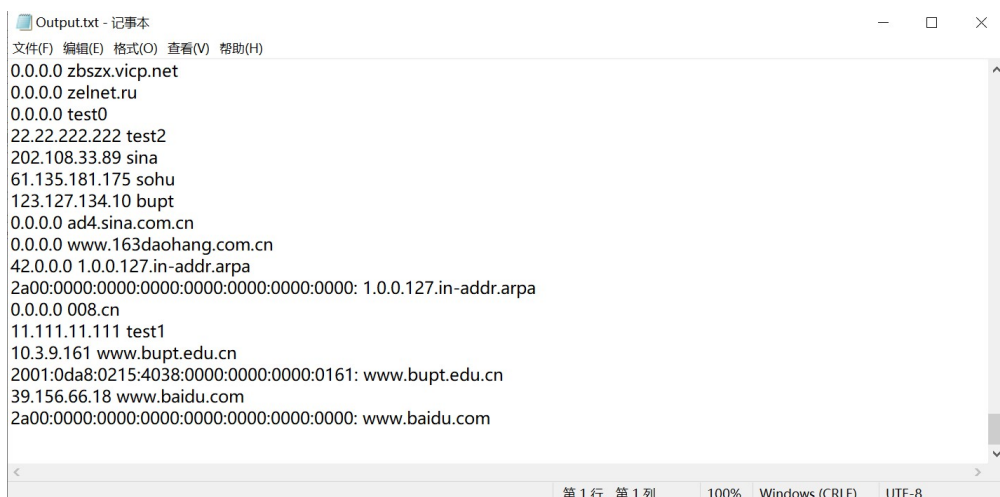 Output.txt - 记事本
文件(F) 编辑(E) 格式(O) 查看(V) 帮助(H)
0.0.0.0 zbszx.vicp.net
0.0.0.0 zelnet.ru
0.0.0.0 test0
22.22.222.222 test2
202.108.33.89 sina
61.135.181.175 sohu
123.127.134.10 bupt
0.0.0.0 ad4.sina.com.cn
0.0.0.0 www.163daohang.com.cn
42.0.0.0 1.0.0.127.in-addr.arpa
2a00:0000:0000:0000:0000:0000:0000:0000: 1.0.0.127.in-addr.arpa
0.0.0.0 008.cn
11.111.11.111 test1
10.3.9.161 www.bupt.edu.cn
2001:0da8:0215:4038:0000:0000:0000:0161: www.bupt.edu.cn
39.156.66.18 www.baidu.com
2a00:0000:0000:0000:0000:0000:0000:0000: www.baidu.com
第 1 行, 第 1 列 100% Windows (CRLF) UTF-8